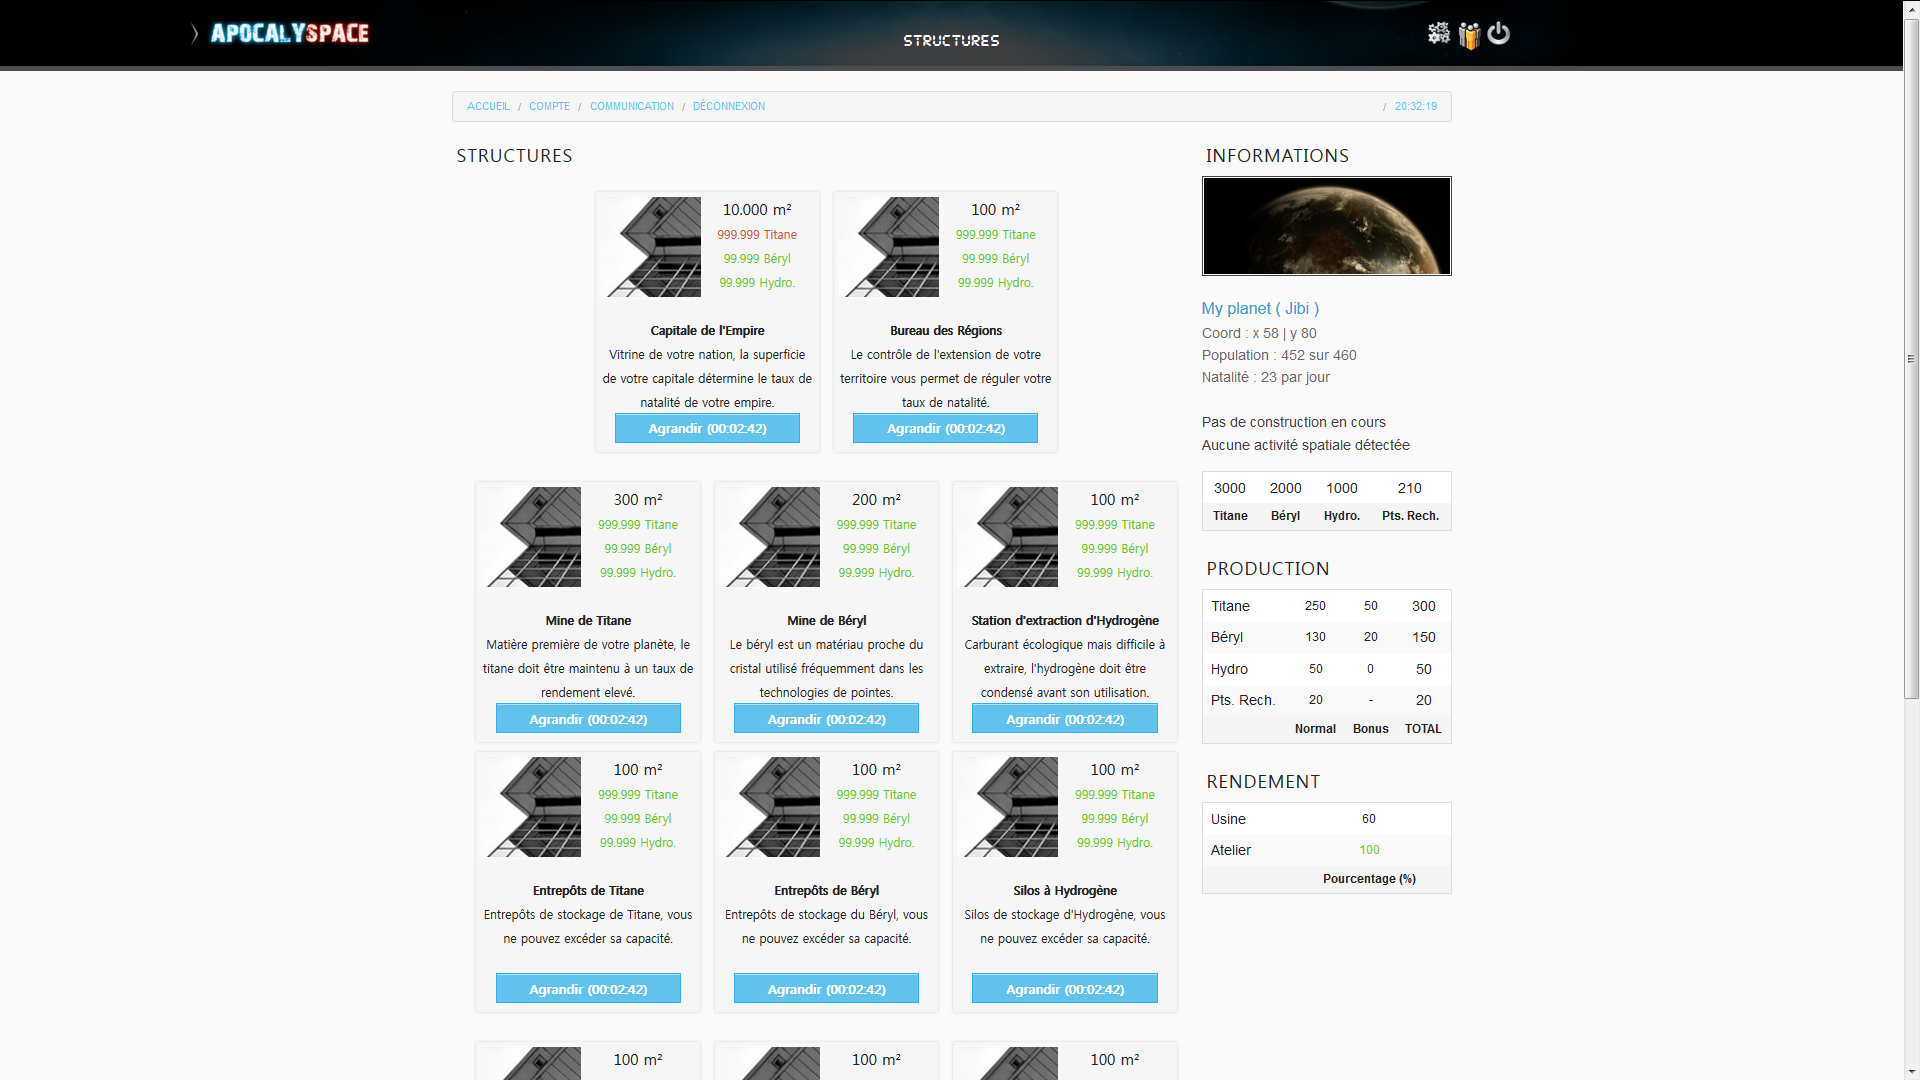 APOCALYSPACE
STRUCTURES
ACCUEIL / COMPTE / COMMUNICATION / DÉCONNEXION / 20:32:19
STRUCTURES
10.000 m²
999.999 Titane
99.999 Béryl
99.999 Hydro.
Capitale de l'Empire
Vitrine de votre nation, la superficie
de votre capitale détermine le taux de
natalité de votre empire.
Agrandir (00:02:42)
100 m²
999.999 Titane
99.999 Béryl
99.999 Hydro.
Bureau des Régions
Le contrôle de l'extension de votre
territoire vous permet de réguler votre
taux de natalité.
Agrandir (00:02:42)
300 m²
999.999 Titane
99.999 Béryl
99.999 Hydro.
Mine de Titane
Matière première de votre planète, le
titane doit être maintenu à un taux de
rendement elevé.
Agrandir (00:02:42)
200 m²
999.999 Titane
99.999 Béryl
99.999 Hydro.
Mine de Béryl
Le béryl est un matériau proche du
cristal utilisé fréquemment dans les
technologies de pointes.
Agrandir (00:02:42)
100 m²
999.999 Titane
99.999 Béryl
99.999 Hydro.
Station d'extraction d'Hydrogène
Carburant écologique mais difficile à
extraire, l'hydrogène doit être
condensé avant son utilisation.
Agrandir (00:02:42)
100 m²
999.999 Titane
99.999 Béryl
99.999 Hydro.
Entrepôts de Titane
Entrepôts de stockage de Titane, vous
ne pouvez excéder sa capacité.
Agrandir (00:02:42)
100 m²
999.999 Titane
99.999 Béryl
99.999 Hydro.
Entrepôts de Béryl
Entrepôts de stockage du Béryl, vous
ne pouvez excéder sa capacité.
Agrandir (00:02:42)
100 m²
999.999 Titane
99.999 Béryl
99.999 Hydro.
Silos à Hydrogène
Silos de stockage d'Hydrogène, vous
ne pouvez excéder sa capacité.
Agrandir (00:02:42)
100 m²
100 m²
100 m²
INFORMATIONS
My planet ( Jibi )
Coord : x 58 | y 80
Population : 452 sur 460
Natalité : 23 par jour
Pas de construction en cours
Aucune activité spatiale détectée
3000 2000 1000 210
Titane Béryl Hydro. Pts. Rech.
PRODUCTION
Titane 250 50 300
Béryl 130 20 150
Hydro 50 0 50
Pts. Rech. 20 - 20
Normal Bonus TOTAL
RENDEMENT
Usine 60
Atelier 100
Pourcentage (%)